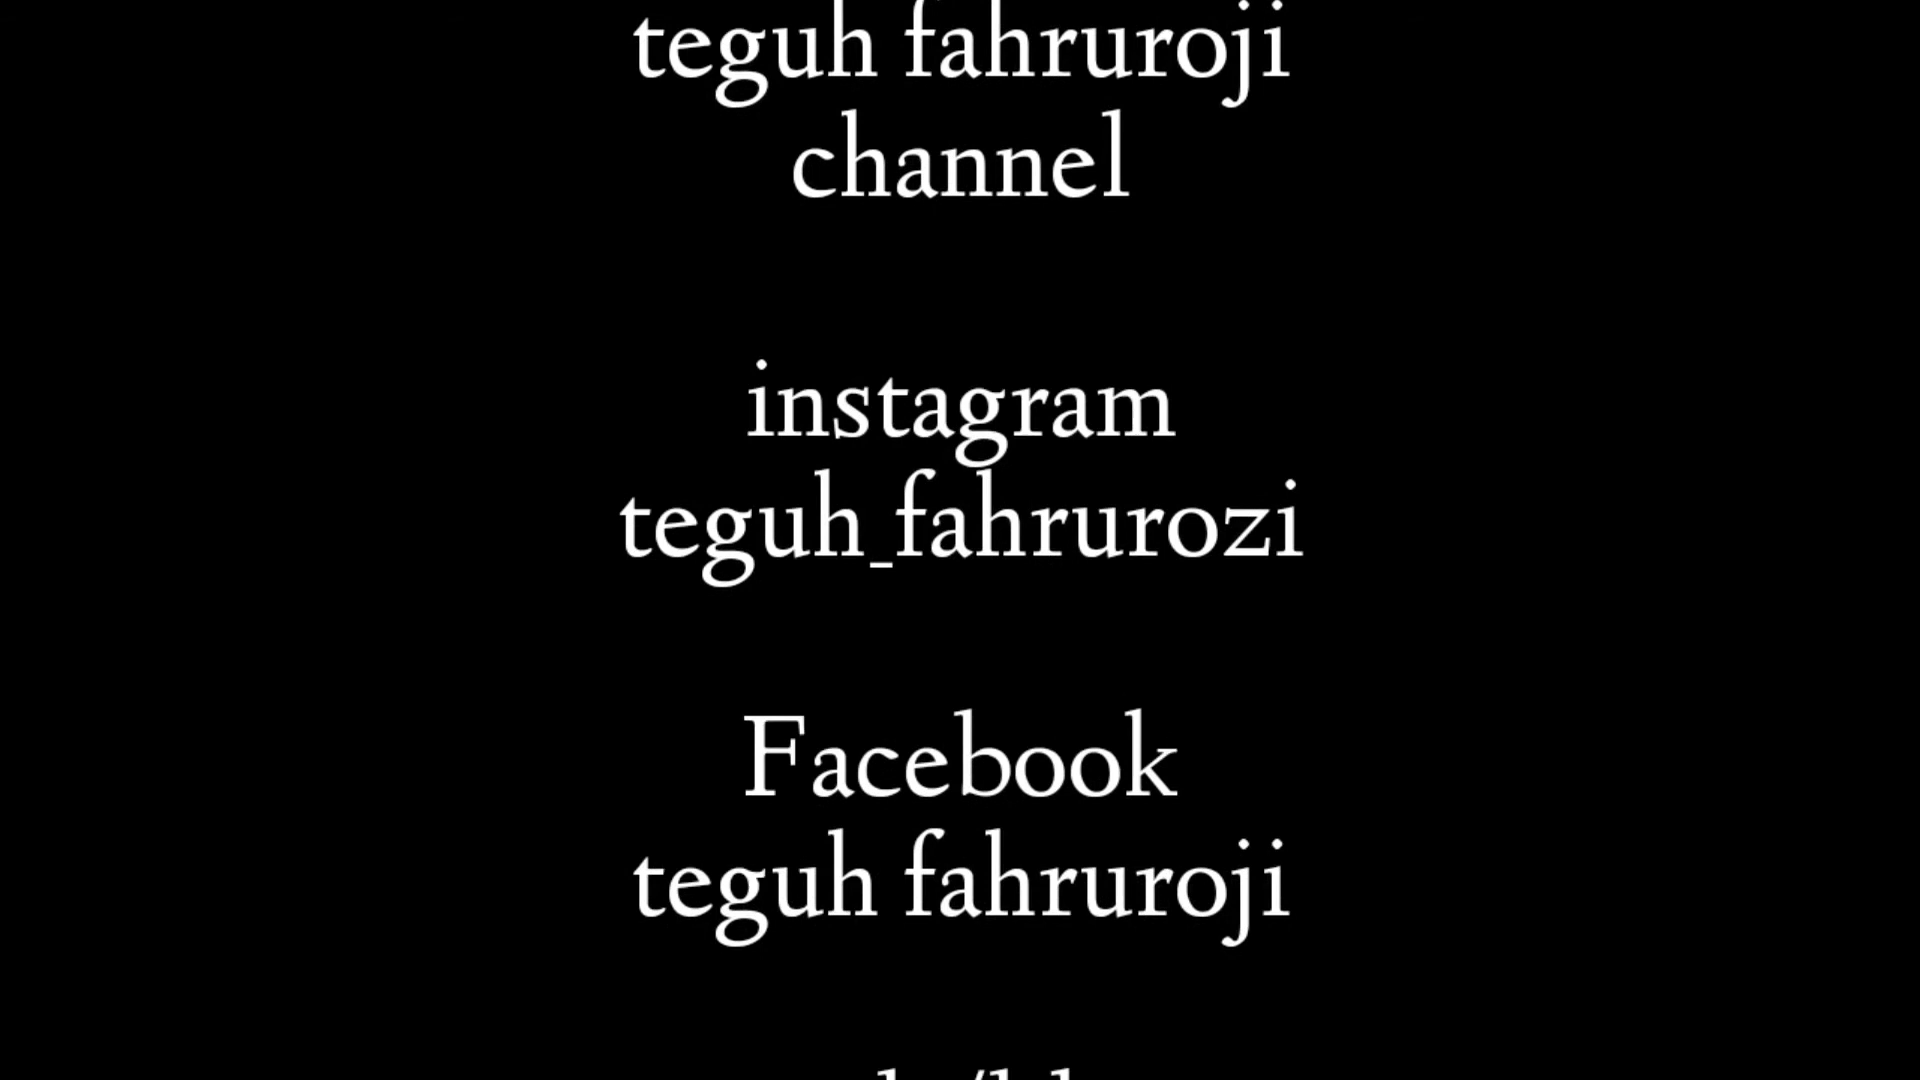 teguh fahruroji
channel
instagram
teguh_fahrurozi
Facebook
teguh fahruroji